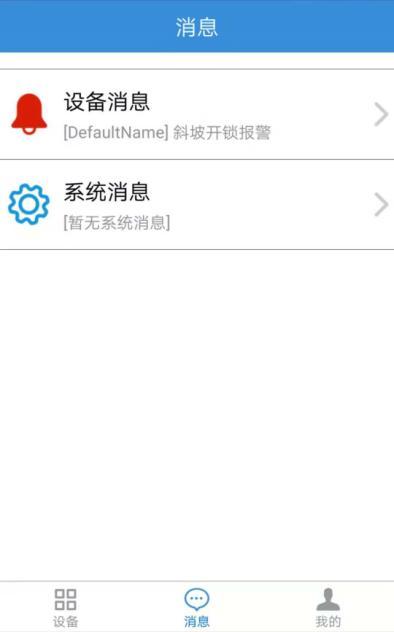 消息
设备消息
[DefaultName] 斜坡开锁报警
系统消息
[暂无系统消息]
设备
消息
我的